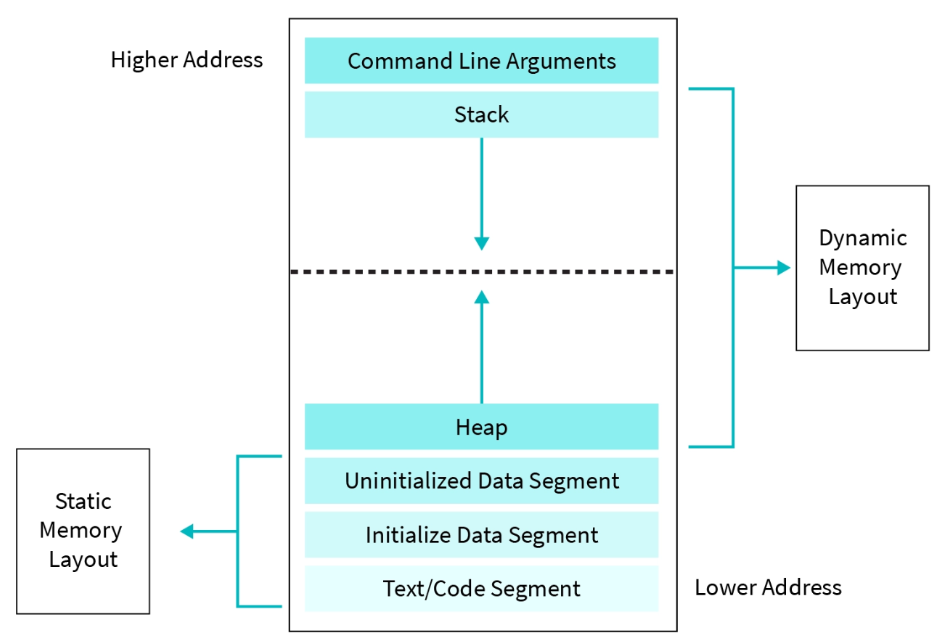 Higher Address
Command Line Arguments
Stack
Dynamic
Memory
Layout
Heap
Uninitialized Data Segment
Initialize Data Segment
Text/Code Segment
Static
Memory
Layout
Lower Address